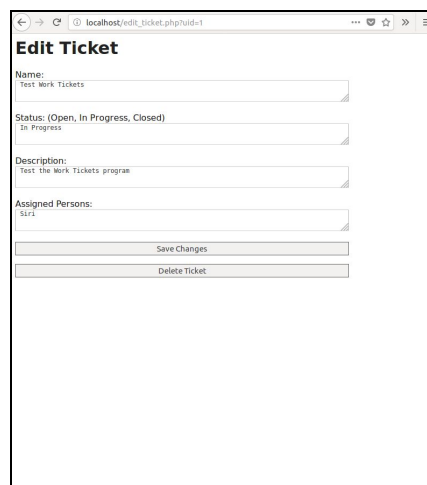 localhost/edit_ticket.php?uid=1
Edit Ticket
Name:
Test Work Tickets
Status: (Open, In Progress, Closed)
In Progress
Description:
Test the Work Tickets program
Assigned Persons:
Siri
Save Changes
Delete Ticket